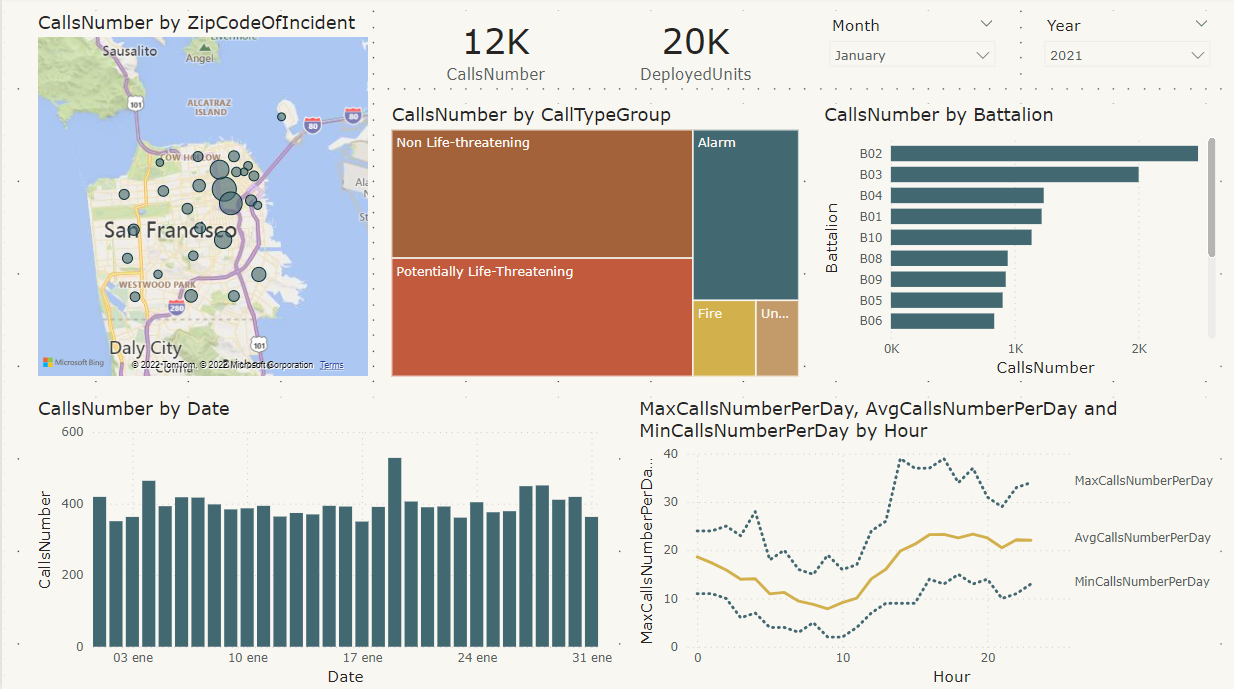 CallsNumber by ZipCodeOfIncident
Sausalito
Angel
101
ALCATRAZ
ISLAND
80
80
San Francisco
WESTWOOD PARK
280
101
Daly City
Microsoft Bing
© 2022 TomTom, © 2022 Microsoft Corporation Terms
12K
CallsNumber
20K
DeployedUnits
Month
January
Year
2021
CallsNumber by CallTypeGroup
Non Life-threatening
Alarm
Potentially Life-Threatening
Fire
Un...
CallsNumber by Battalion
Battalion
B02
B03
B04
B01
B10
B08
B09
B05
B06
0K 1K 2K
CallsNumber
CallsNumber by Date
CallsNumber
600
400
200
0
03 ene 10 ene 17 ene 24 ene 31 ene
Date
MaxCallsNumberPerDay, AvgCallsNumberPerDay and
MinCallsNumberPerDay by Hour
MaxCallsNumberPerDa...
40
30
20
10
0
0 10 20
Hour
MaxCallsNumberPerDay
AvgCallsNumberPerDay
MinCallsNumberPerDay